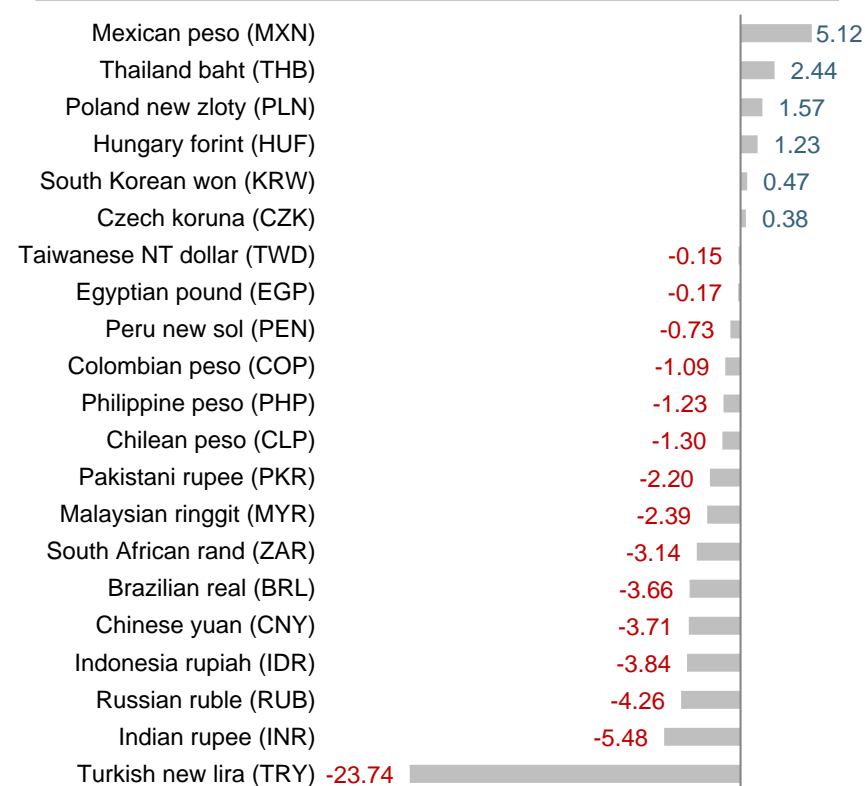 Mexican peso (MXN) 5.12
Thailand baht (THB) 2.44
Poland new zloty (PLN) 1.57
Hungary forint (HUF) 1.23
South Korean won (KRW) 0.47
Czech koruna (CZK) 0.38
Taiwanese NT dollar (TWD) -0.15
Egyptian pound (EGP) -0.17
Peru new sol (PEN) -0.73
Colombian peso (COP) -1.09
Philippine peso (PHP) -1.23
Chilean peso (CLP) -1.30
Pakistani rupee (PKR) -2.20
Malaysian ringgit (MYR) -2.39
South African rand (ZAR) -3.14
Brazilian real (BRL) -3.66
Chinese yuan (CNY) -3.71
Indonesia rupiah (IDR) -3.84
Russian ruble (RUB) -4.26
Indian rupee (INR) -5.48
Turkish new lira (TRY) -23.74